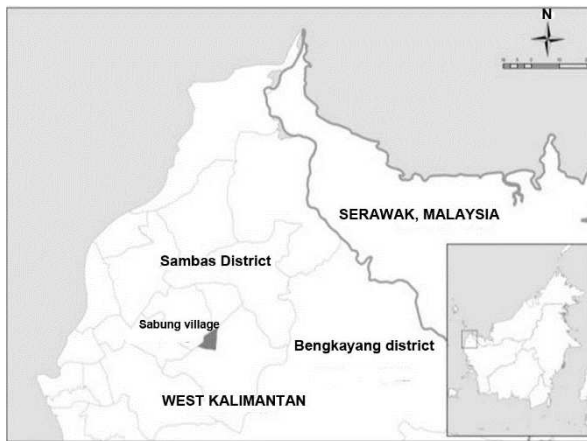 N
SERAWAK, MALAYSIA
Sambas District
Sabung village
Bengkayang district
WEST KALIMANTAN